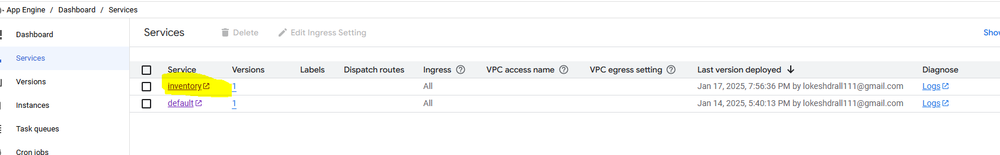 App Engine / Dashboard / Services
Dashboard
Services
Versions
Instances
Task queues
Cron jobs
Services Delete Edit Ingress Setting
Service Versions Labels Dispatch routes Ingress VPC access name VPC egress setting Last version deployed Diagnose
inventory 1 All Jan 17, 2025, 7:56:36 PM by lokeshdrall111@gmail.com Logs
default 1 All Jan 14, 2025, 5:40:13 PM by lokeshdrall111@gmail.com Logs